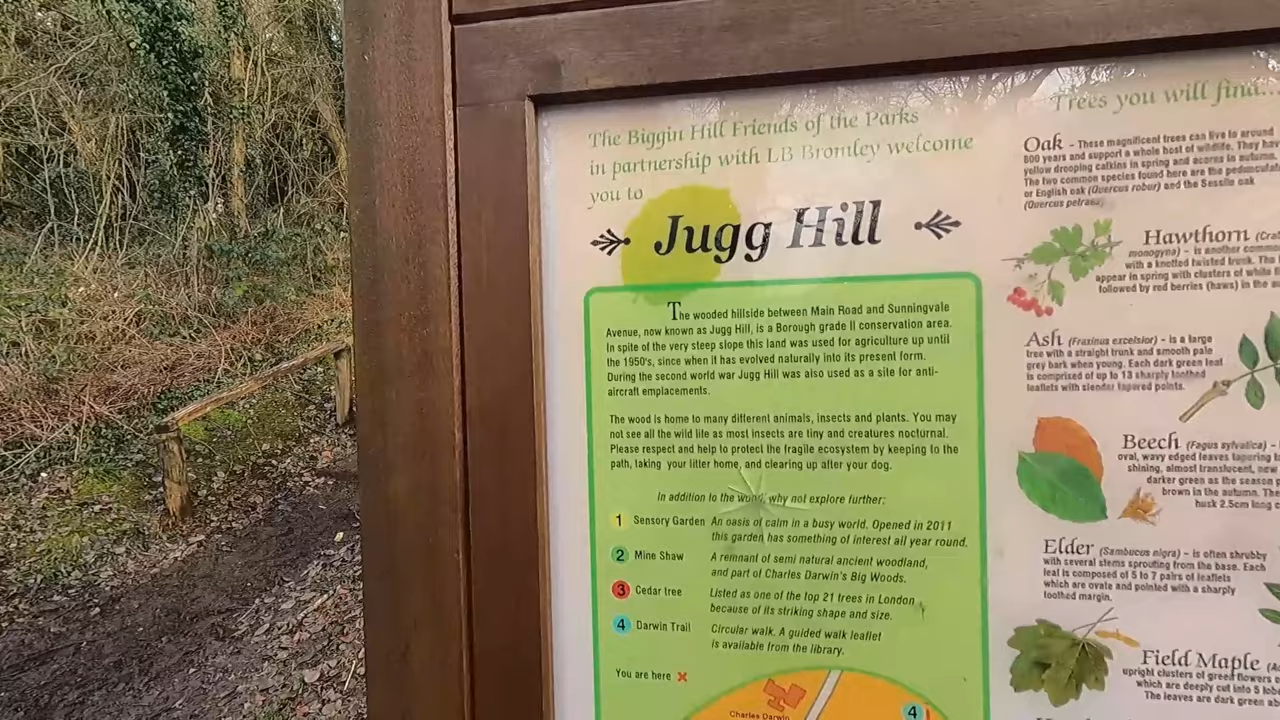 The Biggin Hill Friends of the Parks
in partnership with LB Bromley welcome
you to
Jugg Hill
The wooded hillside between Main Road and Sunningvale
Avenue, now known as Jugg Hill, is a Borough grade II conservation area.
In spite of the very steep slope this land was used for agriculture up until
the 1950's, since when it has evolved naturally into its present form.
During the second world war Jugg Hill was also used as a site for anti-
aircraft emplacements.
The wood is home to many different animals, insects and plants. You may
not see all the wild life as most insects are tiny and creatures nocturnal.
Please respect and help to protect the fragile ecosystem by keeping to the
path, taking your litter home, and clearing up after your dog.
In addition to the wood, why not explore further:
1 Sensory Garden An oasis of calm in a busy world. Opened in 2011
this garden has something of interest all year round.
2 Mine Shaw A remnant of semi natural ancient woodland,
and part of Charles Darwin's Big Woods.
3 Cedar tree Listed as one of the top 21 trees in London
because of its striking shape and size.
4 Darwin Trail Circular walk. A guided walk leaflet
is available from the library.
You are here
Charles Darwin
4
Trees you will find...
Oak - These magnificent trees can live to around
800 years and support a whole host of wildlife. They have
yellow drooping catkins in spring and acorns in autumn.
The two common species found here are the pedunculate
or English oak (Quercus robur) and the Sessile oak
(Quercus petraea)
Hawthorn
monogyna) - is another
with a knotted twisted trunk. The
appear in spring with clusters of white
followed by red berries (haws) in the
Ash (Fraxinus excelsior) - is a large
tree with a straight trunk and smooth pale
grey bark when young. Each dark green leaf
is comprised of up to 13 sharply toothed
leaflets with slender tapered points.
Beech (Fagus sylvatica) -
oval, wavy edged leaves tapering
shining, almost translucent, new
darker green as the season
brown in the autumn. The
husk 2.5cm long
Elder (Sambucus nigra) - is often shrubby
with several stems sprouting from the base. Each
leaf is composed of 5 to 7 pairs of leaflets
which are ovate and pointed with a sharply
toothed margin.
Field Maple
upright clusters of green flowers
which are deeply cut into 5
The leaves are dark green